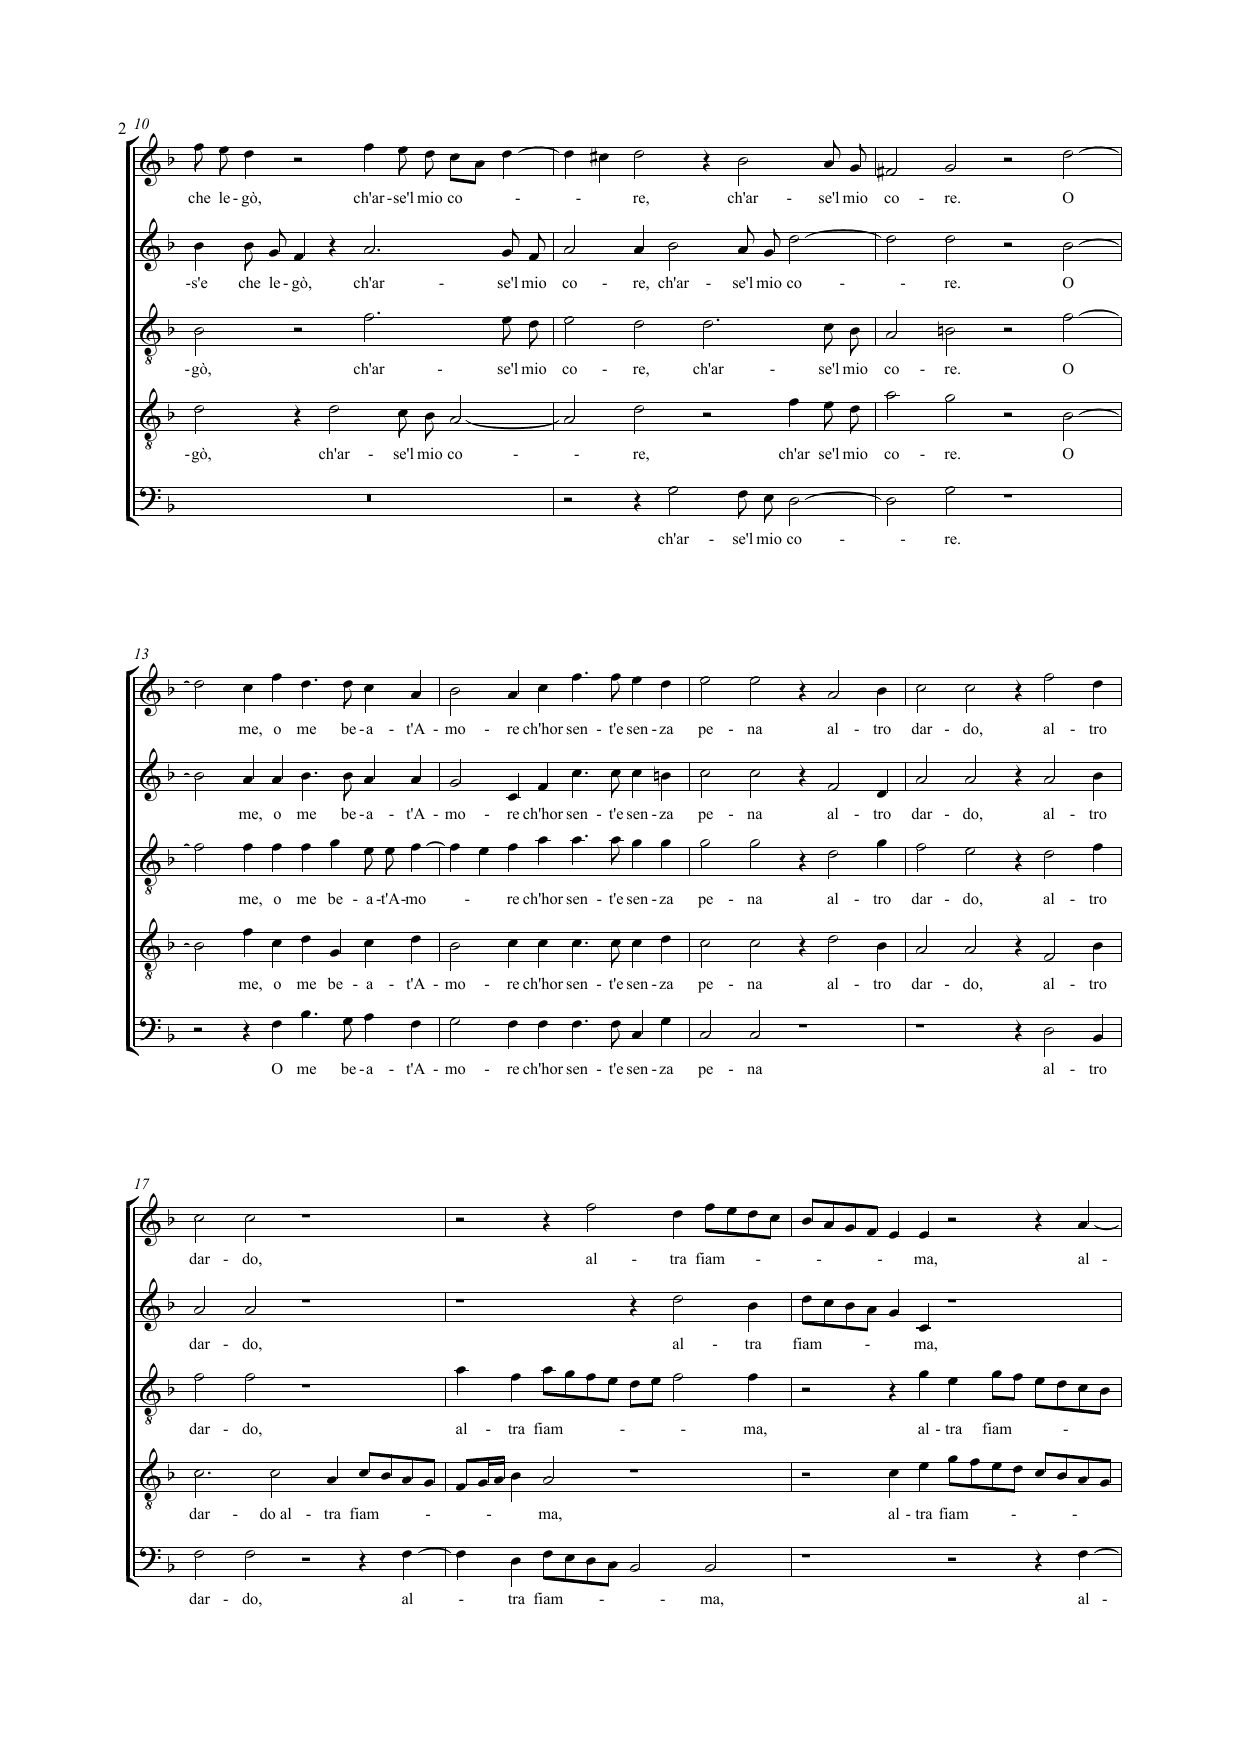 2 10
che le - gò, ch'ar - se'l mio co - - re, ch'ar - se'l mio co - re. O
-s'e che le - gò, ch'ar - se'l mio co - re, ch'ar - se'l mio co - - re. O
-gò, ch'ar - se'l mio co - re, ch'ar - se'l mio co - re. O
-gò, ch'ar - se'l mio co - - re, ch'ar se'l mio co - re. O
ch'ar - se'l mio co - - re.
13
me, o me be - a - t'A - mo - re ch'hor sen - t'e sen - za pe - na al - tro dar - do, al - tro
me, o me be - a - t'A - mo - re ch'hor sen - t'e sen - za pe - na al - tro dar - do, al - tro
me, o me be - a - t'A - mo - re ch'hor sen - t'e sen - za pe - na al - tro dar - do, al - tro
me, o me be - a - t'A - mo - re ch'hor sen - t'e sen - za pe - na al - tro dar - do, al - tro
O me be - a - t'A - mo - re ch'hor sen - t'e sen - za pe - na al - tro
17
dar - do, al - tra fiam - - - ma, al -
dar - do, al - tra fiam - ma,
dar - do, al - tra fiam - - - ma, al - tra fiam - -
dar - do al - tra fiam - - - ma, al - tra fiam - - -
dar - do, al - tra fiam - - ma, al -